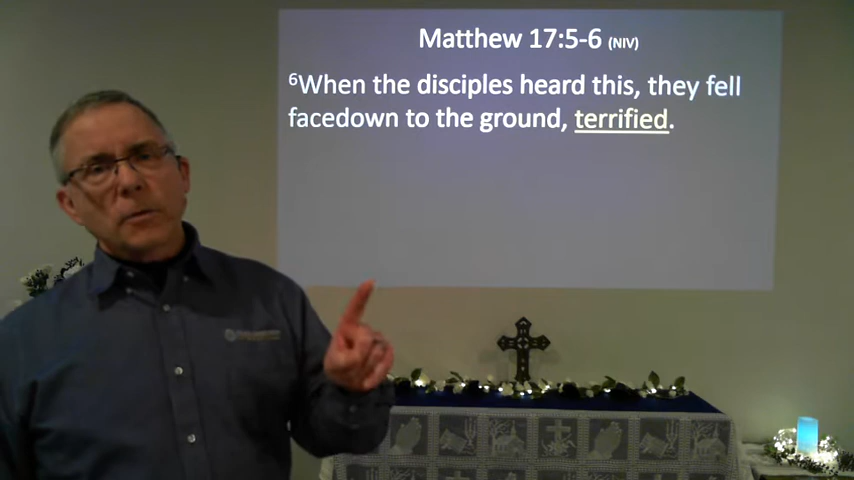 Matthew 17:5-6 (NIV)
⁶When the disciples heard this, they fell
facedown to the ground, terrified.